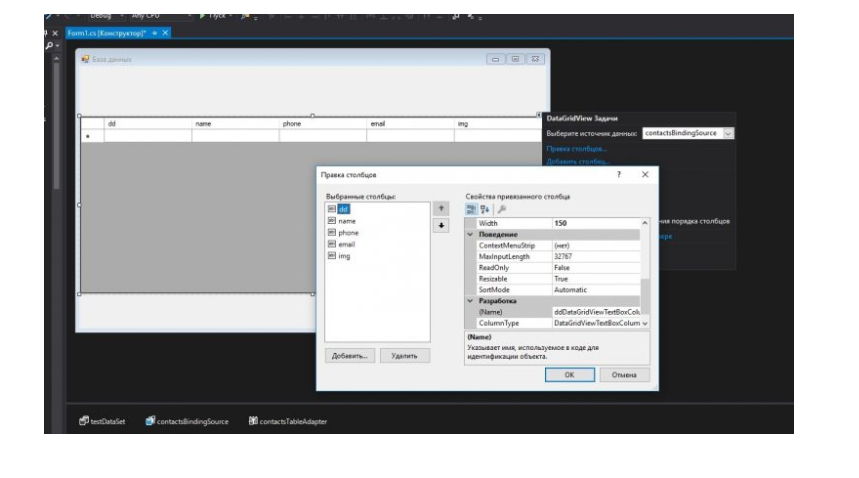 Debug Any CPU Пуск
Form1.cs [Конструктор]*
База данных
dd name phone email img
DataGridView Задачи
Выберите источник данных: contactsBindingSource
Правка столбцов...
Добавить столбец...
Правка столбцов ? X
Выбранные столбцы:
dd
name
phone
email
img
Добавить... Удалить
Свойства привязанного столбца
Width 150
Поведение
ContextMenuStrip (нет)
MaxInputLength 32767
ReadOnly False
Resizable True
SortMode Automatic
Разработка
(Name) ddDataGridViewTextBoxColu
ColumnType DataGridViewTextBoxColum
(Name)
Указывает имя, используемое в коде для
идентификации объекта.
OK Отмена
ния порядка столбцов
testDataSet contactsBindingSource contactsTableAdapter